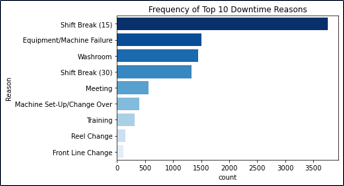 Frequency of Top 10 Downtime Reasons
Shift Break (15)
Equipment/Machine Failure
Washroom
Shift Break (30)
Meeting
Machine Set-Up/Change Over
Training
Reel Change
Front Line Change
Reason
0 500 1000 1500 2000 2500 3000 3500
count